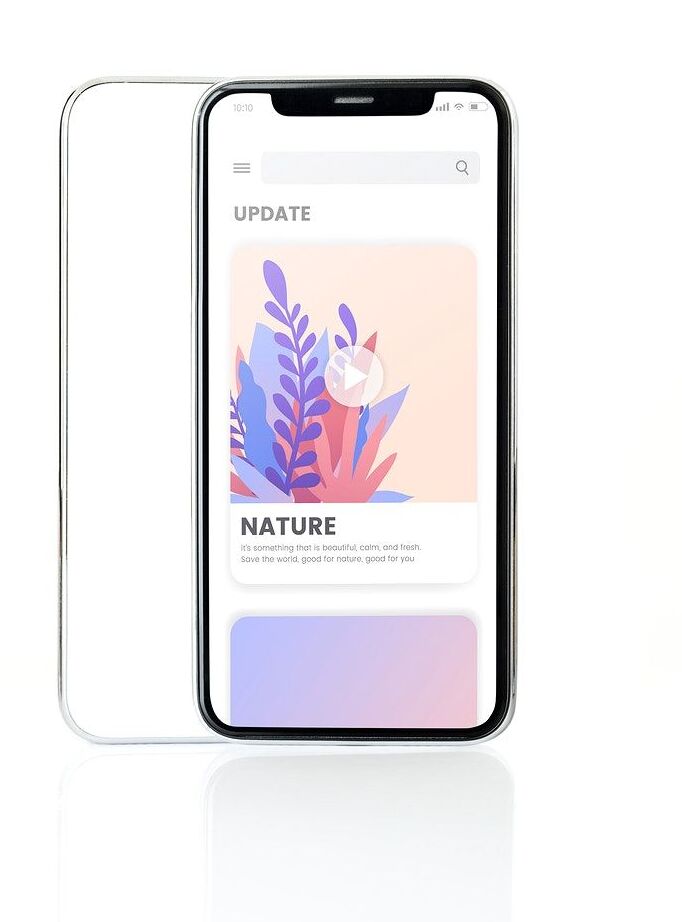 10:10
UPDATE
NATURE
It's something that is beautiful, calm, and fresh.
Save the world, good for nature, good for you